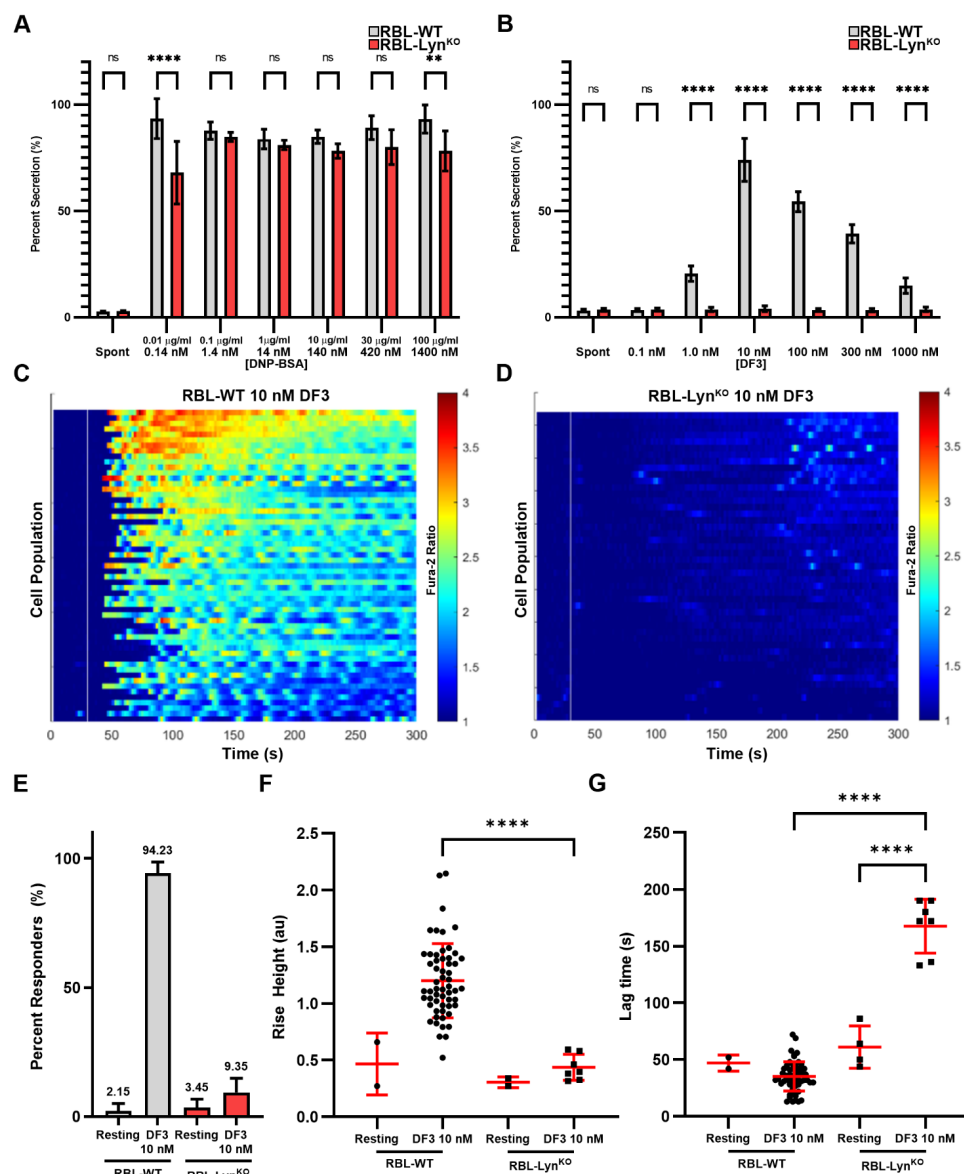 A
RBL-WT
RBL-LynKO
ns
****
ns
ns
ns
ns
**
Percent Secretion (%)
100
50
0
Spont
0.01 µg/ml
0.14 nM
0.1 µg/ml
1.4 nM
1µg/ml
14 nM
10 µg/ml
140 nM
30 µg/ml
420 nM
100 µg/ml
1400 nM
[DNP-BSA]
B
RBL-WT
RBL-LynKO
ns
ns
****
****
****
****
****
Percent Secretion (%)
100
50
0
Spont
0.1 nM
1.0 nM
10 nM
100 nM
300 nM
1000 nM
[DF3]
C
RBL-WT 10 nM DF3
Cell Population
0
50
100
150
200
250
300
Time (s)
4
3.5
3
2.5
2
1.5
1
Fura-2 Ratio
D
RBL-LynKO 10 nM DF3
Cell Population
0
50
100
150
200
250
300
Time (s)
4
3.5
3
2.5
2
1.5
1
Fura-2 Ratio
E
Percent Responders (%)
100
50
0
2.15
94.23
3.45
9.35
Resting
DF3
10 nM
Resting
DF3
10 nM
RBL-WT
RBL-LynKO
F
****
Rise Height (au)
2.5
2.0
1.5
1.0
0.5
0.0
Resting
DF3 10 nM
Resting
DF3 10 nM
RBL-WT
RBL-LynKO
G
****
****
Lag time (s)
250
200
150
100
50
0
Resting
DF3 10 nM
Resting
DF3 10 nM
RBL-WT
RBL-LynKO